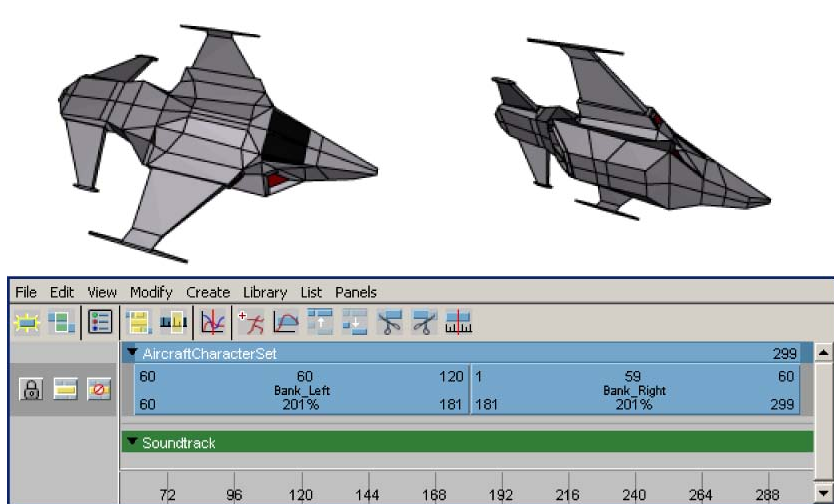 File Edit View Modify Create Library List Panels
AircraftCharacterSet 299
60 60 120 1 59 60
Bank_Left Bank_Right
60 201% 181 181 201% 299
Soundtrack
72 96 120 144 168 192 216 240 264 288